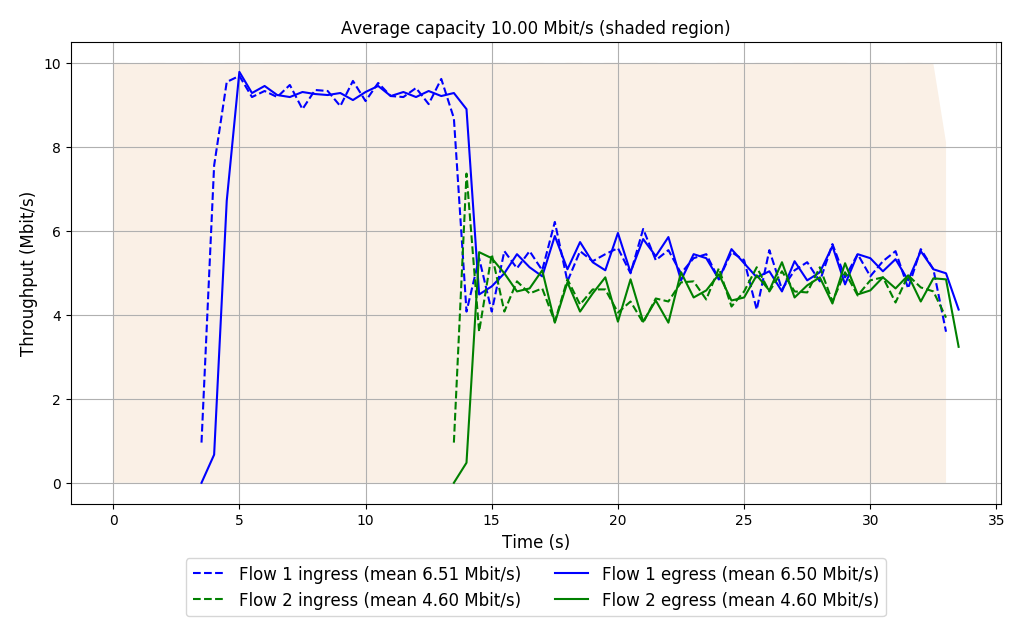 Average capacity 10.00 Mbit/s (shaded region)
10
8
6
4
2
0
Throughput (Mbit/s)
0 5 10 15 20 25 30 35
Time (s)
Flow 1 ingress (mean 6.51 Mbit/s) Flow 1 egress (mean 6.50 Mbit/s)
Flow 2 ingress (mean 4.60 Mbit/s) Flow 2 egress (mean 4.60 Mbit/s)